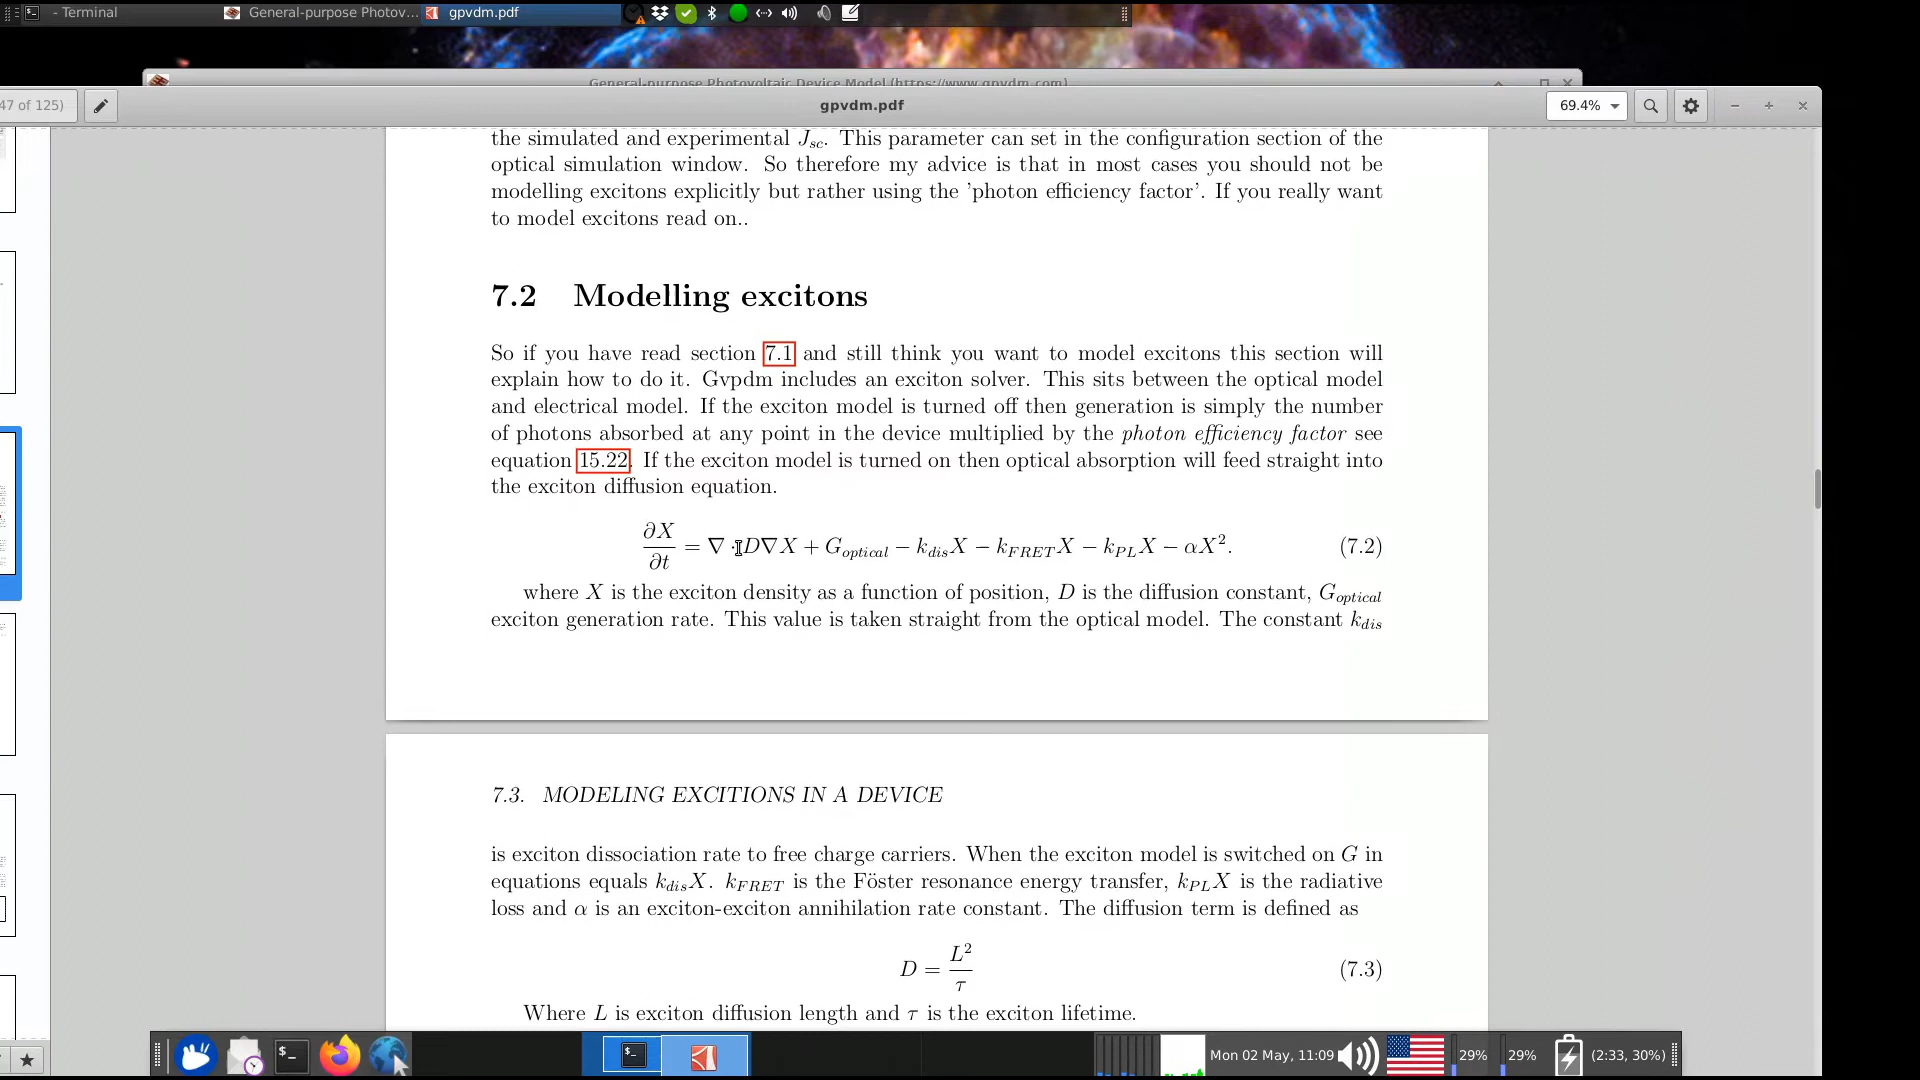 - Terminal
General-purpose Photov...
gpvdm.pdf
General-purpose Photovoltaic Device Model (https://www.gpvdm.com)
47 of 125)
gpvdm.pdf
69.4%
the simulated and experimental J_sc. This parameter can set in the configuration section of the
optical simulation window. So therefore my advice is that in most cases you should not be
modelling excitons explicitly but rather using the 'photon efficiency factor'. If you really want
to model excitons read on..
7.2 Modelling excitons
So if you have read section 7.1 and still think you want to model excitons this section will
explain how to do it. Gvpdm includes an exciton solver. This sits between the optical model
and electrical model. If the exciton model is turned off then generation is simply the number
of photons absorbed at any point in the device multiplied by the photon efficiency factor see
equation 15.22. If the exciton model is turned on then optical absorption will feed straight into
the exciton diffusion equation.
∂X/∂t = ∇ · D∇X + G_optical − k_dis X − k_FRET X − k_PL X − αX². (7.2)
where X is the exciton density as a function of position, D is the diffusion constant, G_optical
exciton generation rate. This value is taken straight from the optical model. The constant k_dis
7.3. MODELING EXCITIONS IN A DEVICE
is exciton dissociation rate to free charge carriers. When the exciton model is switched on G in
equations equals k_dis X. k_FRET is the Föster resonance energy transfer, k_PL X is the radiative
loss and α is an exciton-exciton annihilation rate constant. The diffusion term is defined as
D = L²/τ (7.3)
Where L is exciton diffusion length and τ is the exciton lifetime.
Mon 02 May, 11:09
29%
29%
(2:33, 30%)